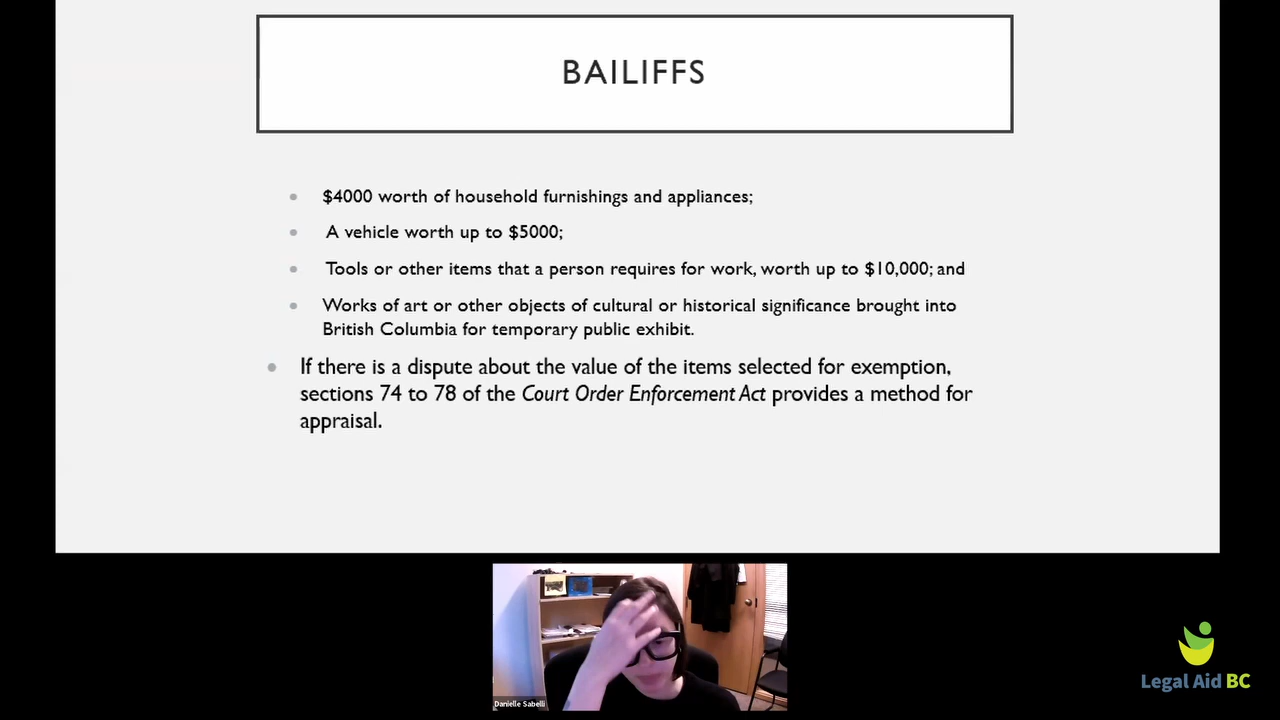 BAILIFFS
$4000 worth of household furnishings and appliances;
A vehicle worth up to $5000;
Tools or other items that a person requires for work, worth up to $10,000; and
Works of art or other objects of cultural or historical significance brought into
British Columbia for temporary public exhibit.
If there is a dispute about the value of the items selected for exemption,
sections 74 to 78 of the Court Order Enforcement Act provides a method for
appraisal.
Danielle Sabelli
Legal Aid BC